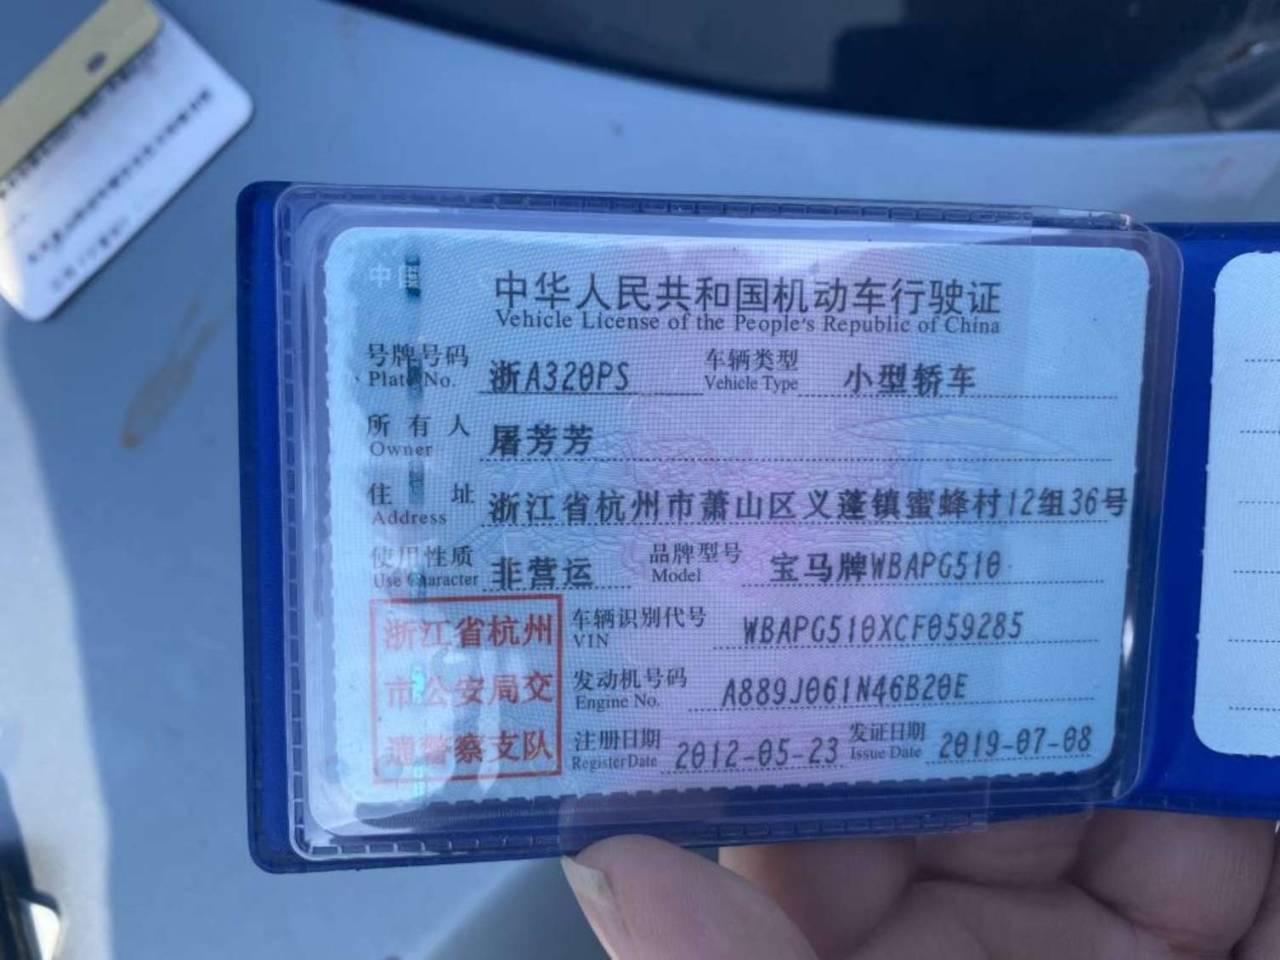 中国
中华人民共和国机动车行驶证
Vehicle License of the People's Republic of China
号牌号码 浙A320PS 车辆类型 小型轿车
Plate No. Vehicle Type
所有人 屠芳芳
Owner
住址 浙江省杭州市萧山区义蓬镇蜜蜂村12组36号
Address
使用性质 非营运 品牌型号 宝马牌WBAPG510
Use Character Model
浙江省杭州
市公安局交
通警察支队
车辆识别代号 WBAPG510XCF059285
VIN
发动机号码 A889J061N46B20E
Engine No.
注册日期 2012-05-23 发证日期 2019-07-08
Register Date Issue Date